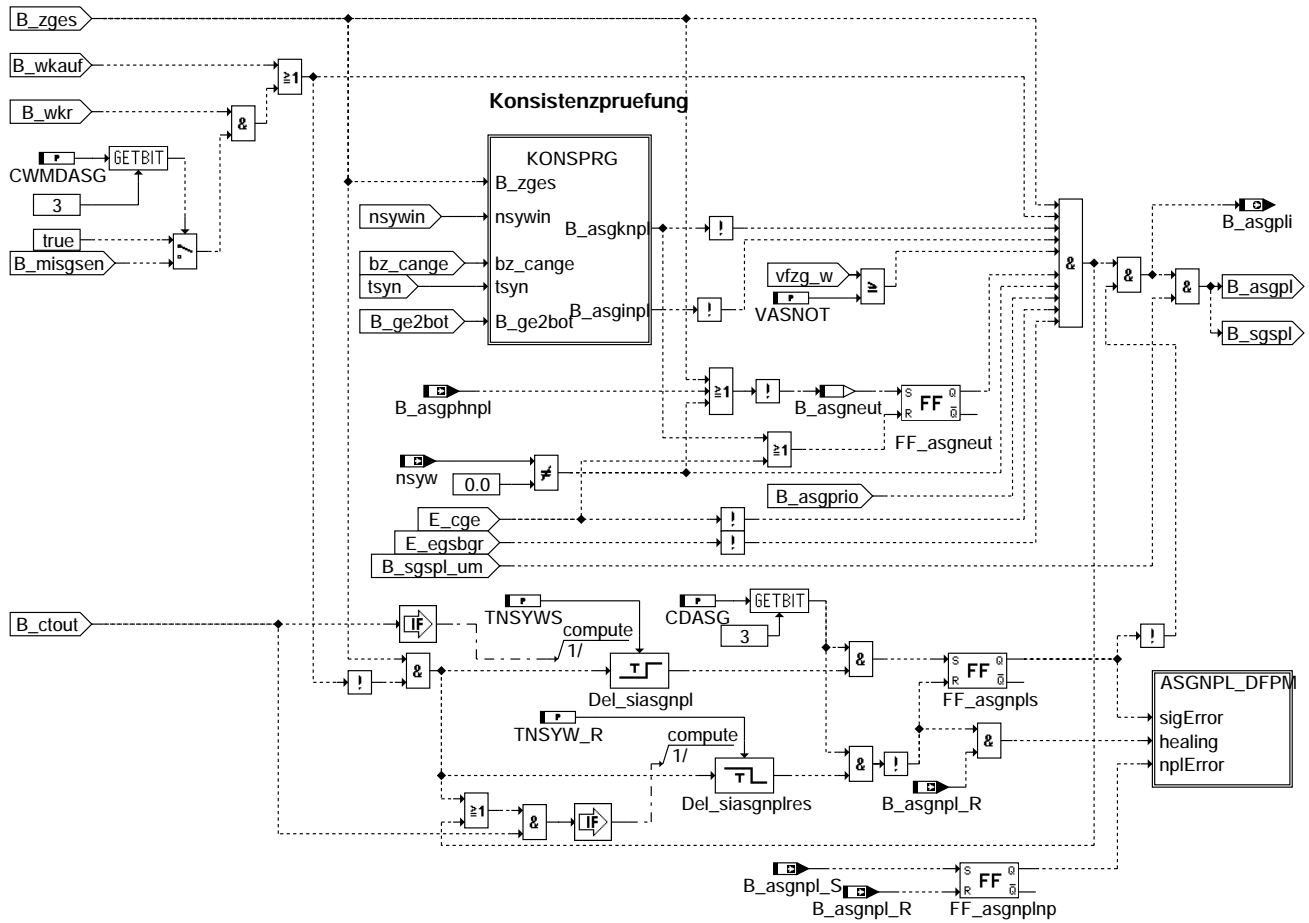 B_zges
B_wkauf
≥1
B_wkr
&
Konsistenzpruefung
P
GETBIT
CWMDASG
3
true
B_misgsen
KONSPRG
B_zges
nsywin
nsywin
B_asgknpl
!
bz_cange
bz_cange
tsyn
tsyn
B_asginpl
!
B_ge2bot
B_ge2bot
vfzg_w
≥
P
VASNOT
&
&
&
B_asgpli
B_asgpl
B_sgspl
B_asgphnpl
≥1
!
B_asgneut
S Q
FF
R Q̅
FF_asgneut
≥1
nsyw
0.0
≠
B_asgprio
E_cge
!
E_egsbgr
!
B_sgspl_um
B_ctout
IF
P
TNSYWS
compute
1/
P
CDASG
GETBIT
3
!
!
&
T
Del_siasgnpl
&
S Q
FF
R Q̅
FF_asgnpls
ASGNPL_DFPM
sigError
healing
nplError
P
TNSYW_R
compute
1/
T
Del_siasgnplres
&
!
&
B_asgnpl_R
≥1
&
IF
B_asgnpl_S
B_asgnpl_R
S Q
FF
R Q̅
FF_asgnplnp